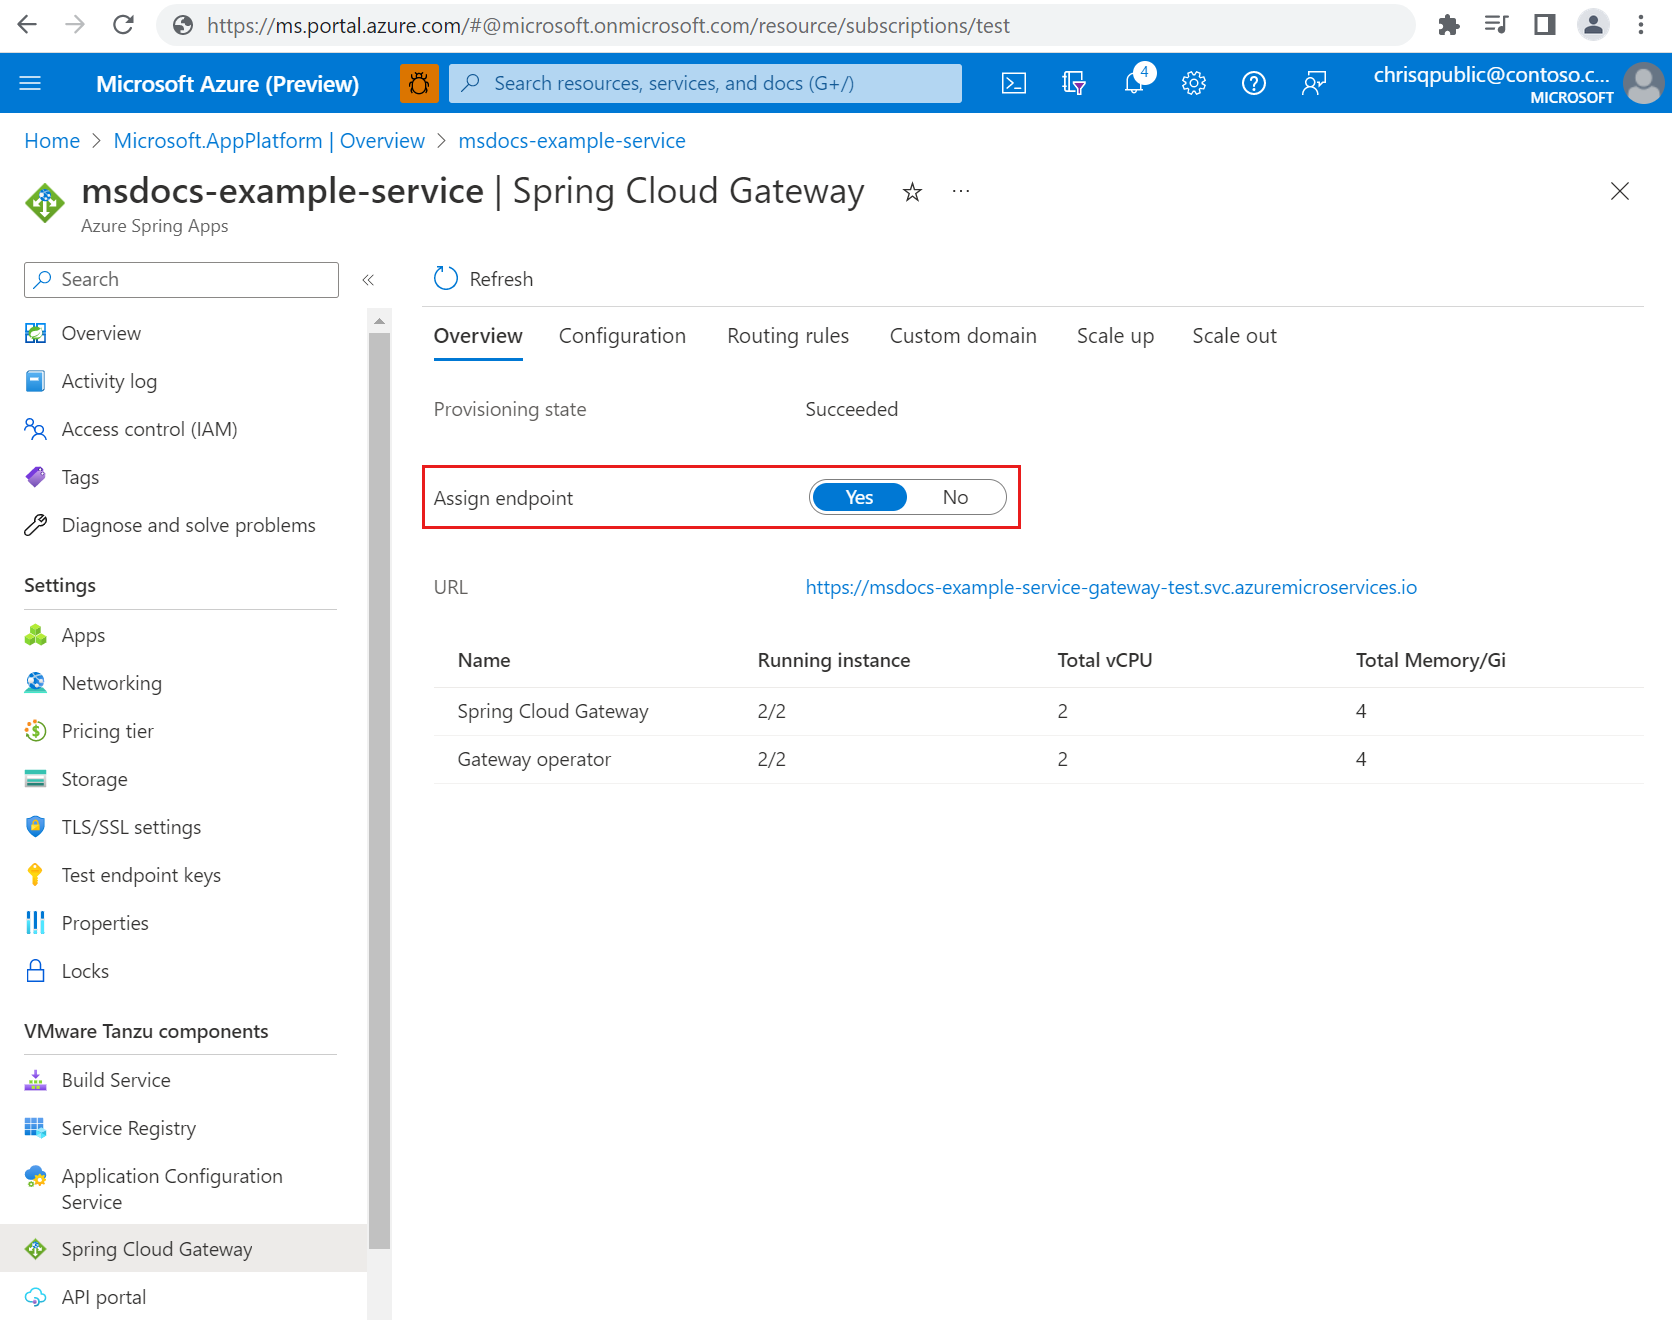 https://ms.portal.azure.com/#@microsoft.onmicrosoft.com/resource/subscriptions/test
Microsoft Azure (Preview)
Search resources, services, and docs (G+/)
4
chrisqpublic@contoso.c...
MICROSOFT
Home > Microsoft.AppPlatform | Overview > msdocs-example-service
msdocs-example-service | Spring Cloud Gateway
Azure Spring Apps
Search
Overview
Activity log
Access control (IAM)
Tags
Diagnose and solve problems
Settings
Apps
Networking
Pricing tier
Storage
TLS/SSL settings
Test endpoint keys
Properties
Locks
VMware Tanzu components
Build Service
Service Registry
Application Configuration
Service
Spring Cloud Gateway
API portal
Refresh
Overview Configuration Routing rules Custom domain Scale up Scale out
Provisioning state Succeeded
Assign endpoint Yes No
URL https://msdocs-example-service-gateway-test.svc.azuremicroservices.io
Name Running instance Total vCPU Total Memory/Gi
Spring Cloud Gateway 2/2 2 4
Gateway operator 2/2 2 4